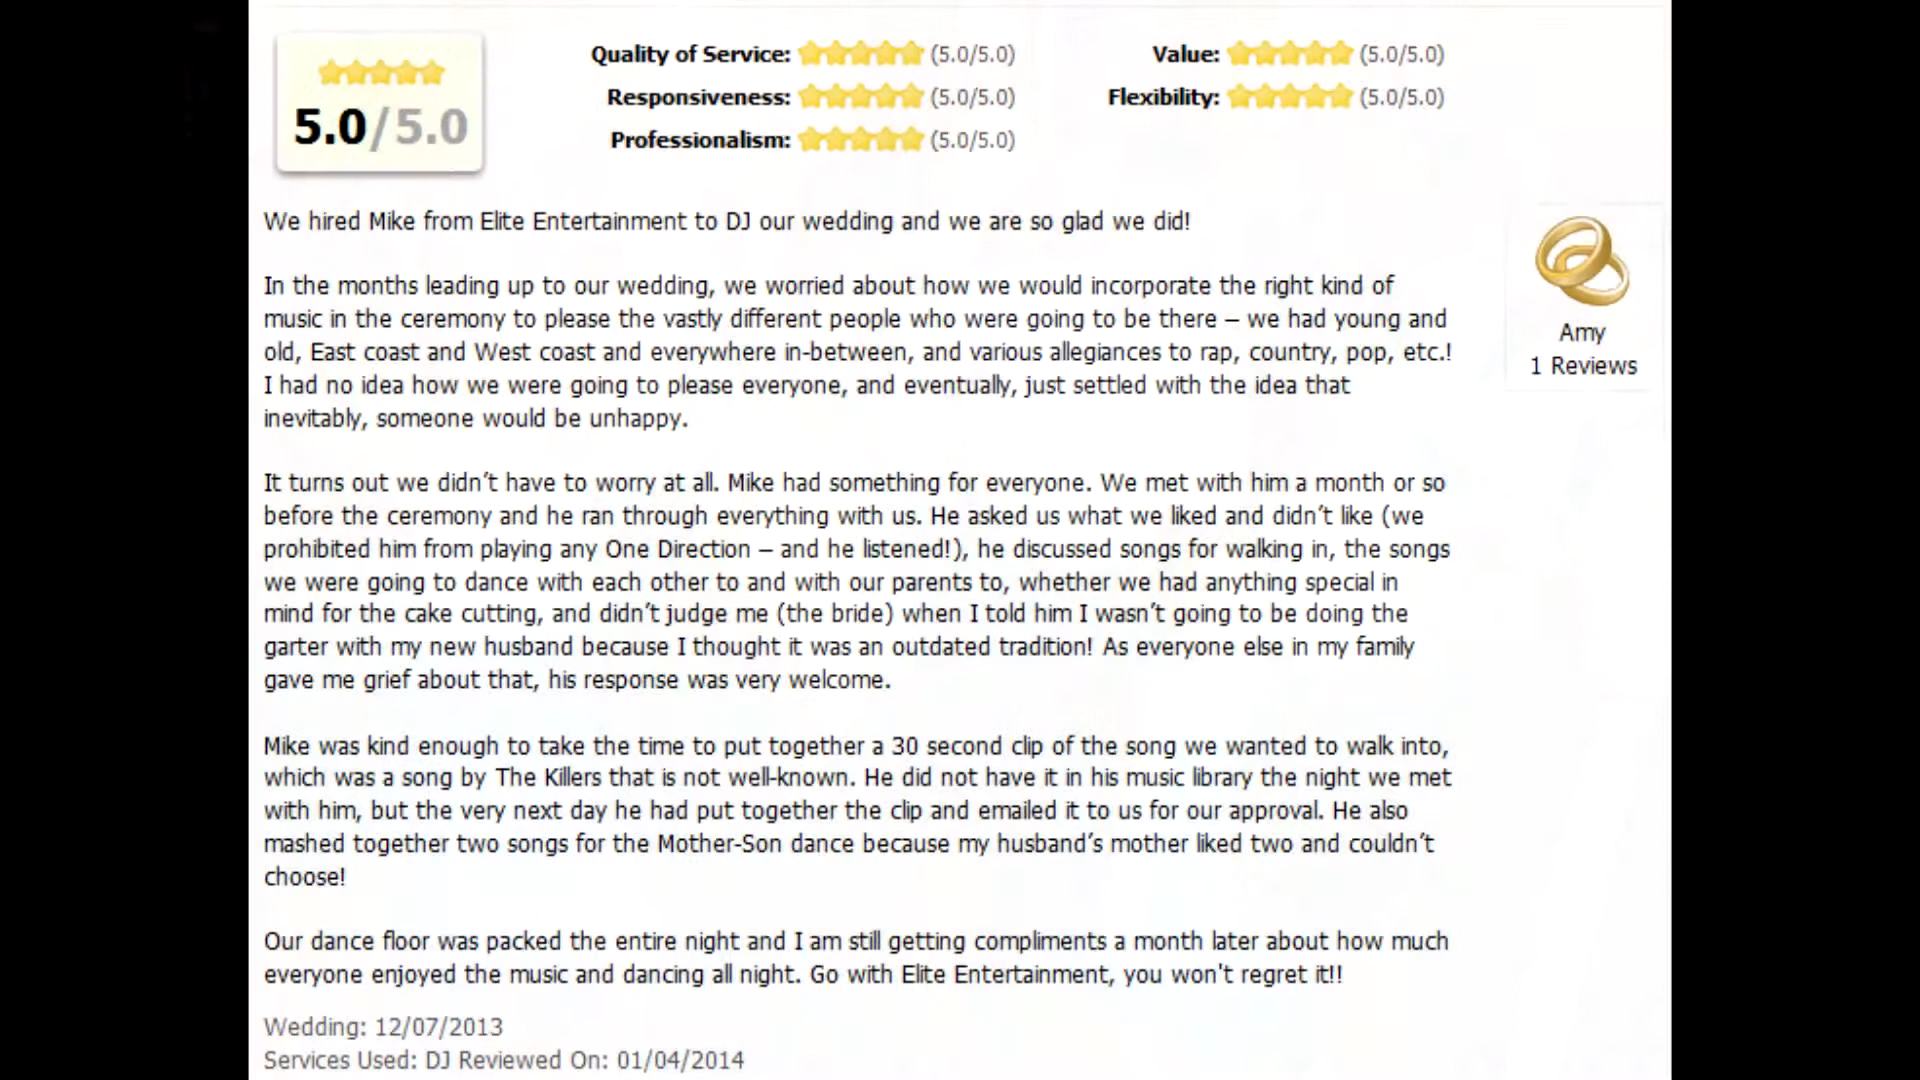 5.0/5.0
Quality of Service: (5.0/5.0)
Responsiveness: (5.0/5.0)
Professionalism: (5.0/5.0)
Value: (5.0/5.0)
Flexibility: (5.0/5.0)
We hired Mike from Elite Entertainment to DJ our wedding and we are so glad we did!
In the months leading up to our wedding, we worried about how we would incorporate the right kind of
music in the ceremony to please the vastly different people who were going to be there – we had young and
old, East coast and West coast and everywhere in-between, and various allegiances to rap, country, pop, etc.!
I had no idea how we were going to please everyone, and eventually, just settled with the idea that
inevitably, someone would be unhappy.
It turns out we didn’t have to worry at all. Mike had something for everyone. We met with him a month or so
before the ceremony and he ran through everything with us. He asked us what we liked and didn’t like (we
prohibited him from playing any One Direction – and he listened!), he discussed songs for walking in, the songs
we were going to dance with each other to and with our parents to, whether we had anything special in
mind for the cake cutting, and didn’t judge me (the bride) when I told him I wasn’t going to be doing the
garter with my new husband because I thought it was an outdated tradition! As everyone else in my family
gave me grief about that, his response was very welcome.
Mike was kind enough to take the time to put together a 30 second clip of the song we wanted to walk into,
which was a song by The Killers that is not well-known. He did not have it in his music library the night we met
with him, but the very next day he had put together the clip and emailed it to us for our approval. He also
mashed together two songs for the Mother-Son dance because my husband’s mother liked two and couldn’t
choose!
Our dance floor was packed the entire night and I am still getting compliments a month later about how much
everyone enjoyed the music and dancing all night. Go with Elite Entertainment, you won't regret it!!
Wedding: 12/07/2013
Services Used: DJ Reviewed On: 01/04/2014
Amy
1 Reviews